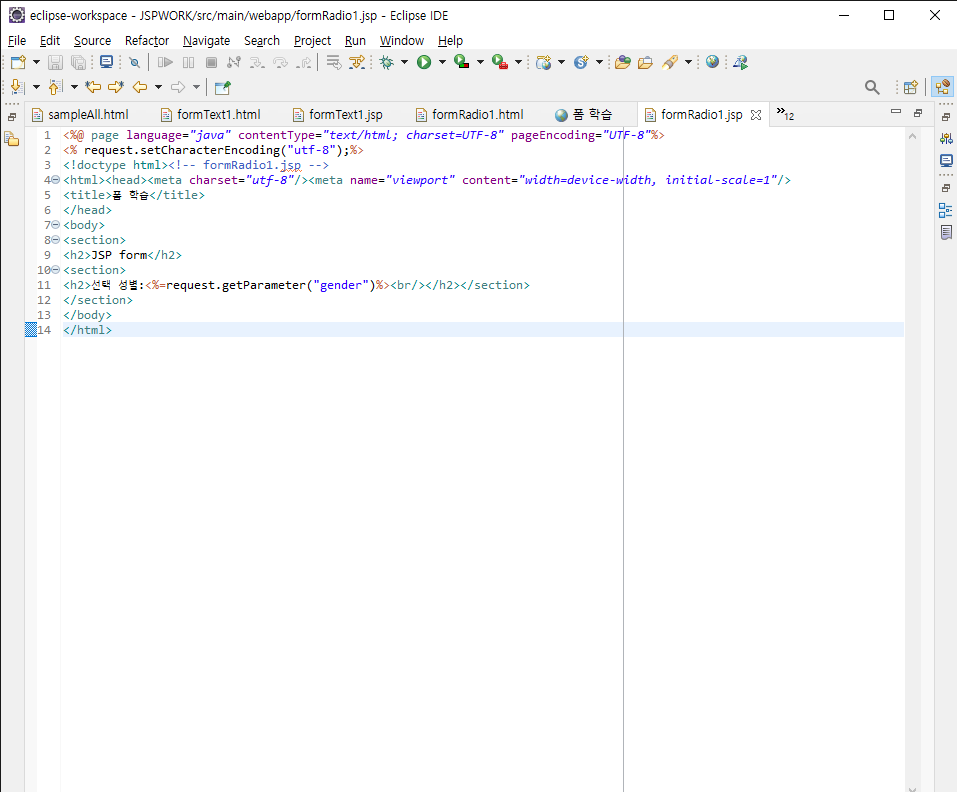 eclipse-workspace - JSPWORK/src/main/webapp/formRadio1.jsp - Eclipse IDE
File Edit Source Refactor Navigate Search Project Run Window Help
sampleAll.html formText1.html formText1.jsp formRadio1.html 폼 학습 formRadio1.jsp »12
1 <%@ page language="java" contentType="text/html; charset=UTF-8" pageEncoding="UTF-8"%>
2 <% request.setCharacterEncoding("utf-8");%>
3 <!doctype html><!-- formRadio1.jsp -->
4 <html><head><meta charset="utf-8"/><meta name="viewport" content="width=device-width, initial-scale=1"/>
5 <title>폼 학습</title>
6 </head>
7 <body>
8 <section>
9 <h2>JSP form</h2>
10 <section>
11 <h2>선택 성별:<%=request.getParameter("gender")%><br/></h2></section>
12 </section>
13 </body>
14 </html>